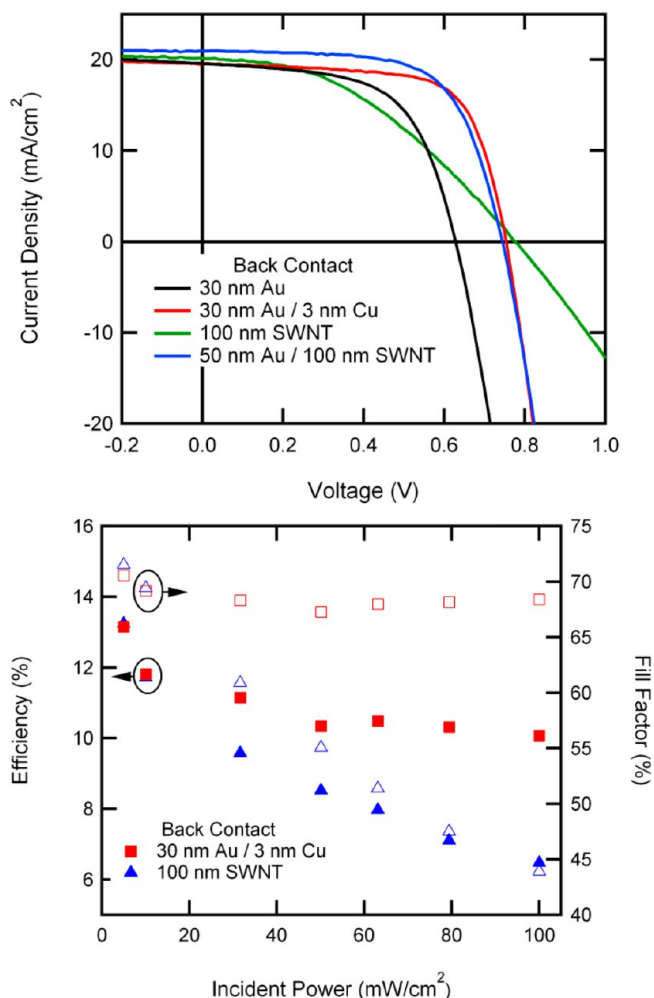 Current Density (mA/cm²)
20
10
0
-10
-20
Back Contact
30 nm Au
30 nm Au / 3 nm Cu
100 nm SWNT
50 nm Au / 100 nm SWNT
-0.2 0.0 0.2 0.4 0.6 0.8 1.0
Voltage (V)
Efficiency (%)
16
14
12
10
8
6
Back Contact
30 nm Au / 3 nm Cu
100 nm SWNT
75
70
65
60
55
50
45
40
Fill Factor (%)
0 20 40 60 80 100
Incident Power (mW/cm²)